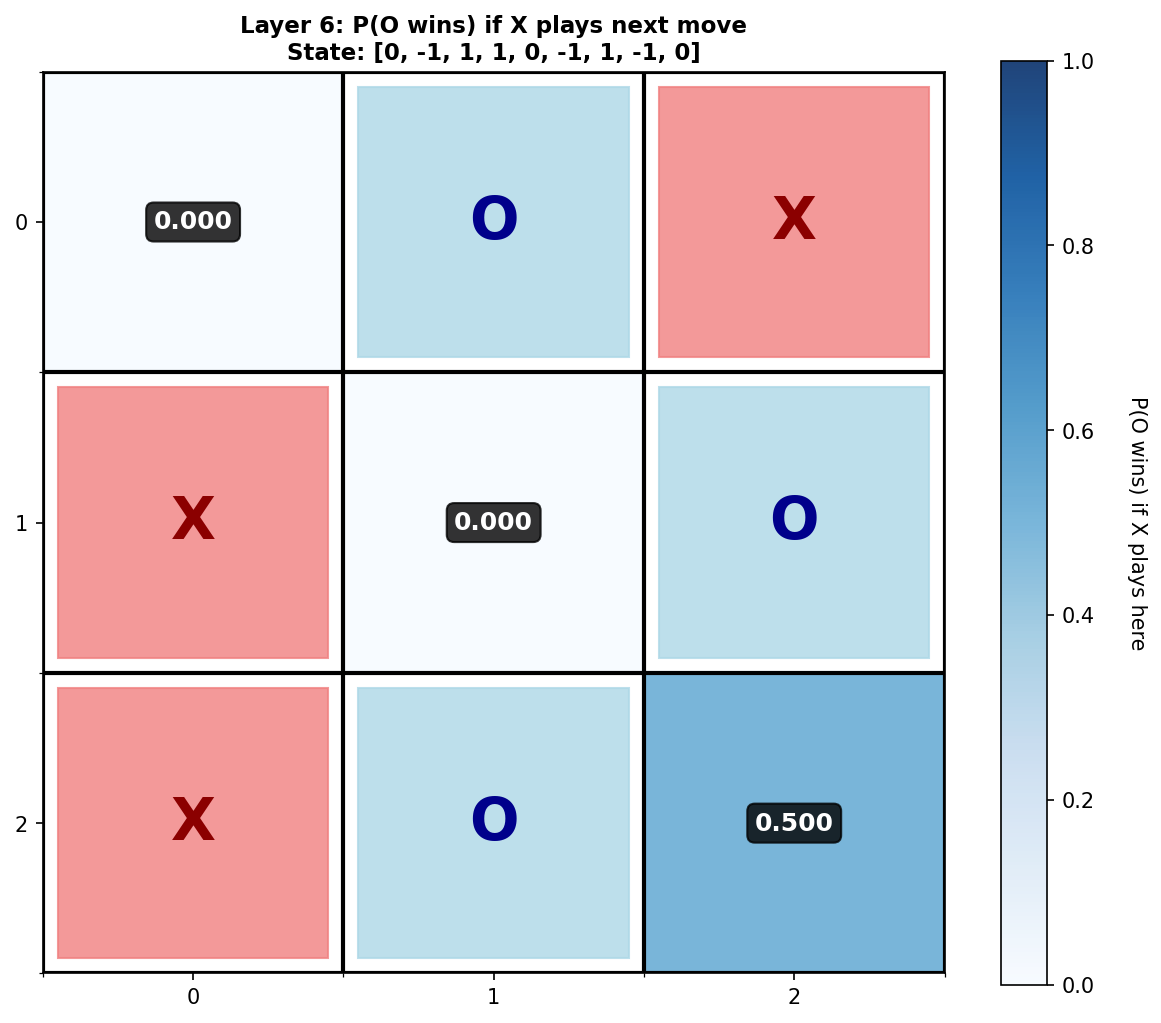 Layer 6: P(O wins) if X plays next move
State: [0, -1, 1, 1, 0, -1, 1, -1, 0]
0
0.000
O
X
1
X
0.000
O
2
X
O
0.500
0
1
2
1.0
0.8
0.6
0.4
0.2
0.0
P(O wins) if X plays here